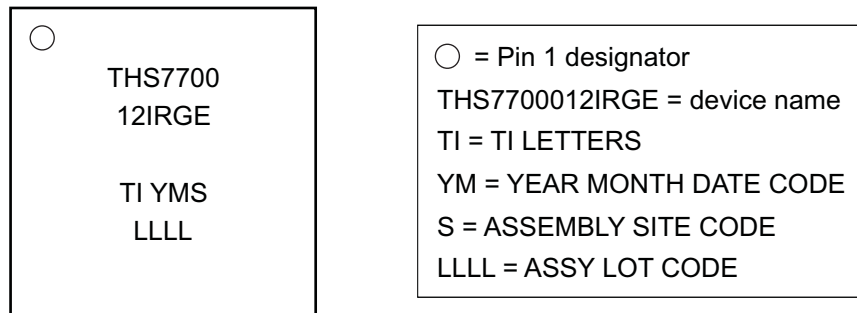 THS7700
12IRGE
TI YMS
LLLL
= Pin 1 designator
THS7700012IRGE = device name
TI = TI LETTERS
YM = YEAR MONTH DATE CODE
S = ASSEMBLY SITE CODE
LLLL = ASSY LOT CODE